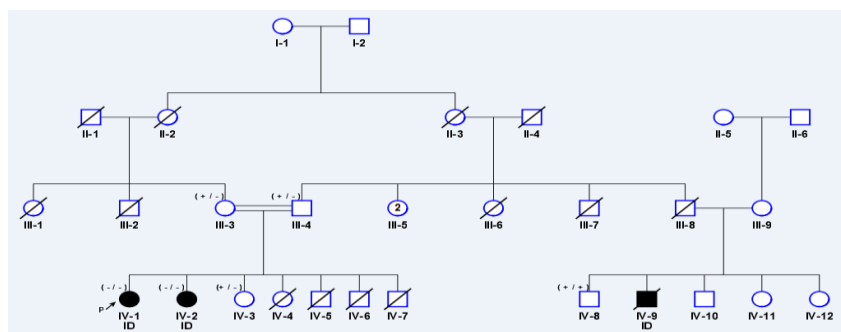 I-1 I-2
II-1 II-2 II-3 II-4 II-5 II-6
(+/-) (+/-)
2
III-1 III-2 III-3 III-4 III-5 III-6 III-7 III-8 III-9
(-/-) (-/-) (+/-) (+/+)
P
IV-1 IV-2 IV-3 IV-4 IV-5 IV-6 IV-7 IV-8 IV-9 IV-10 IV-11 IV-12
ID ID ID